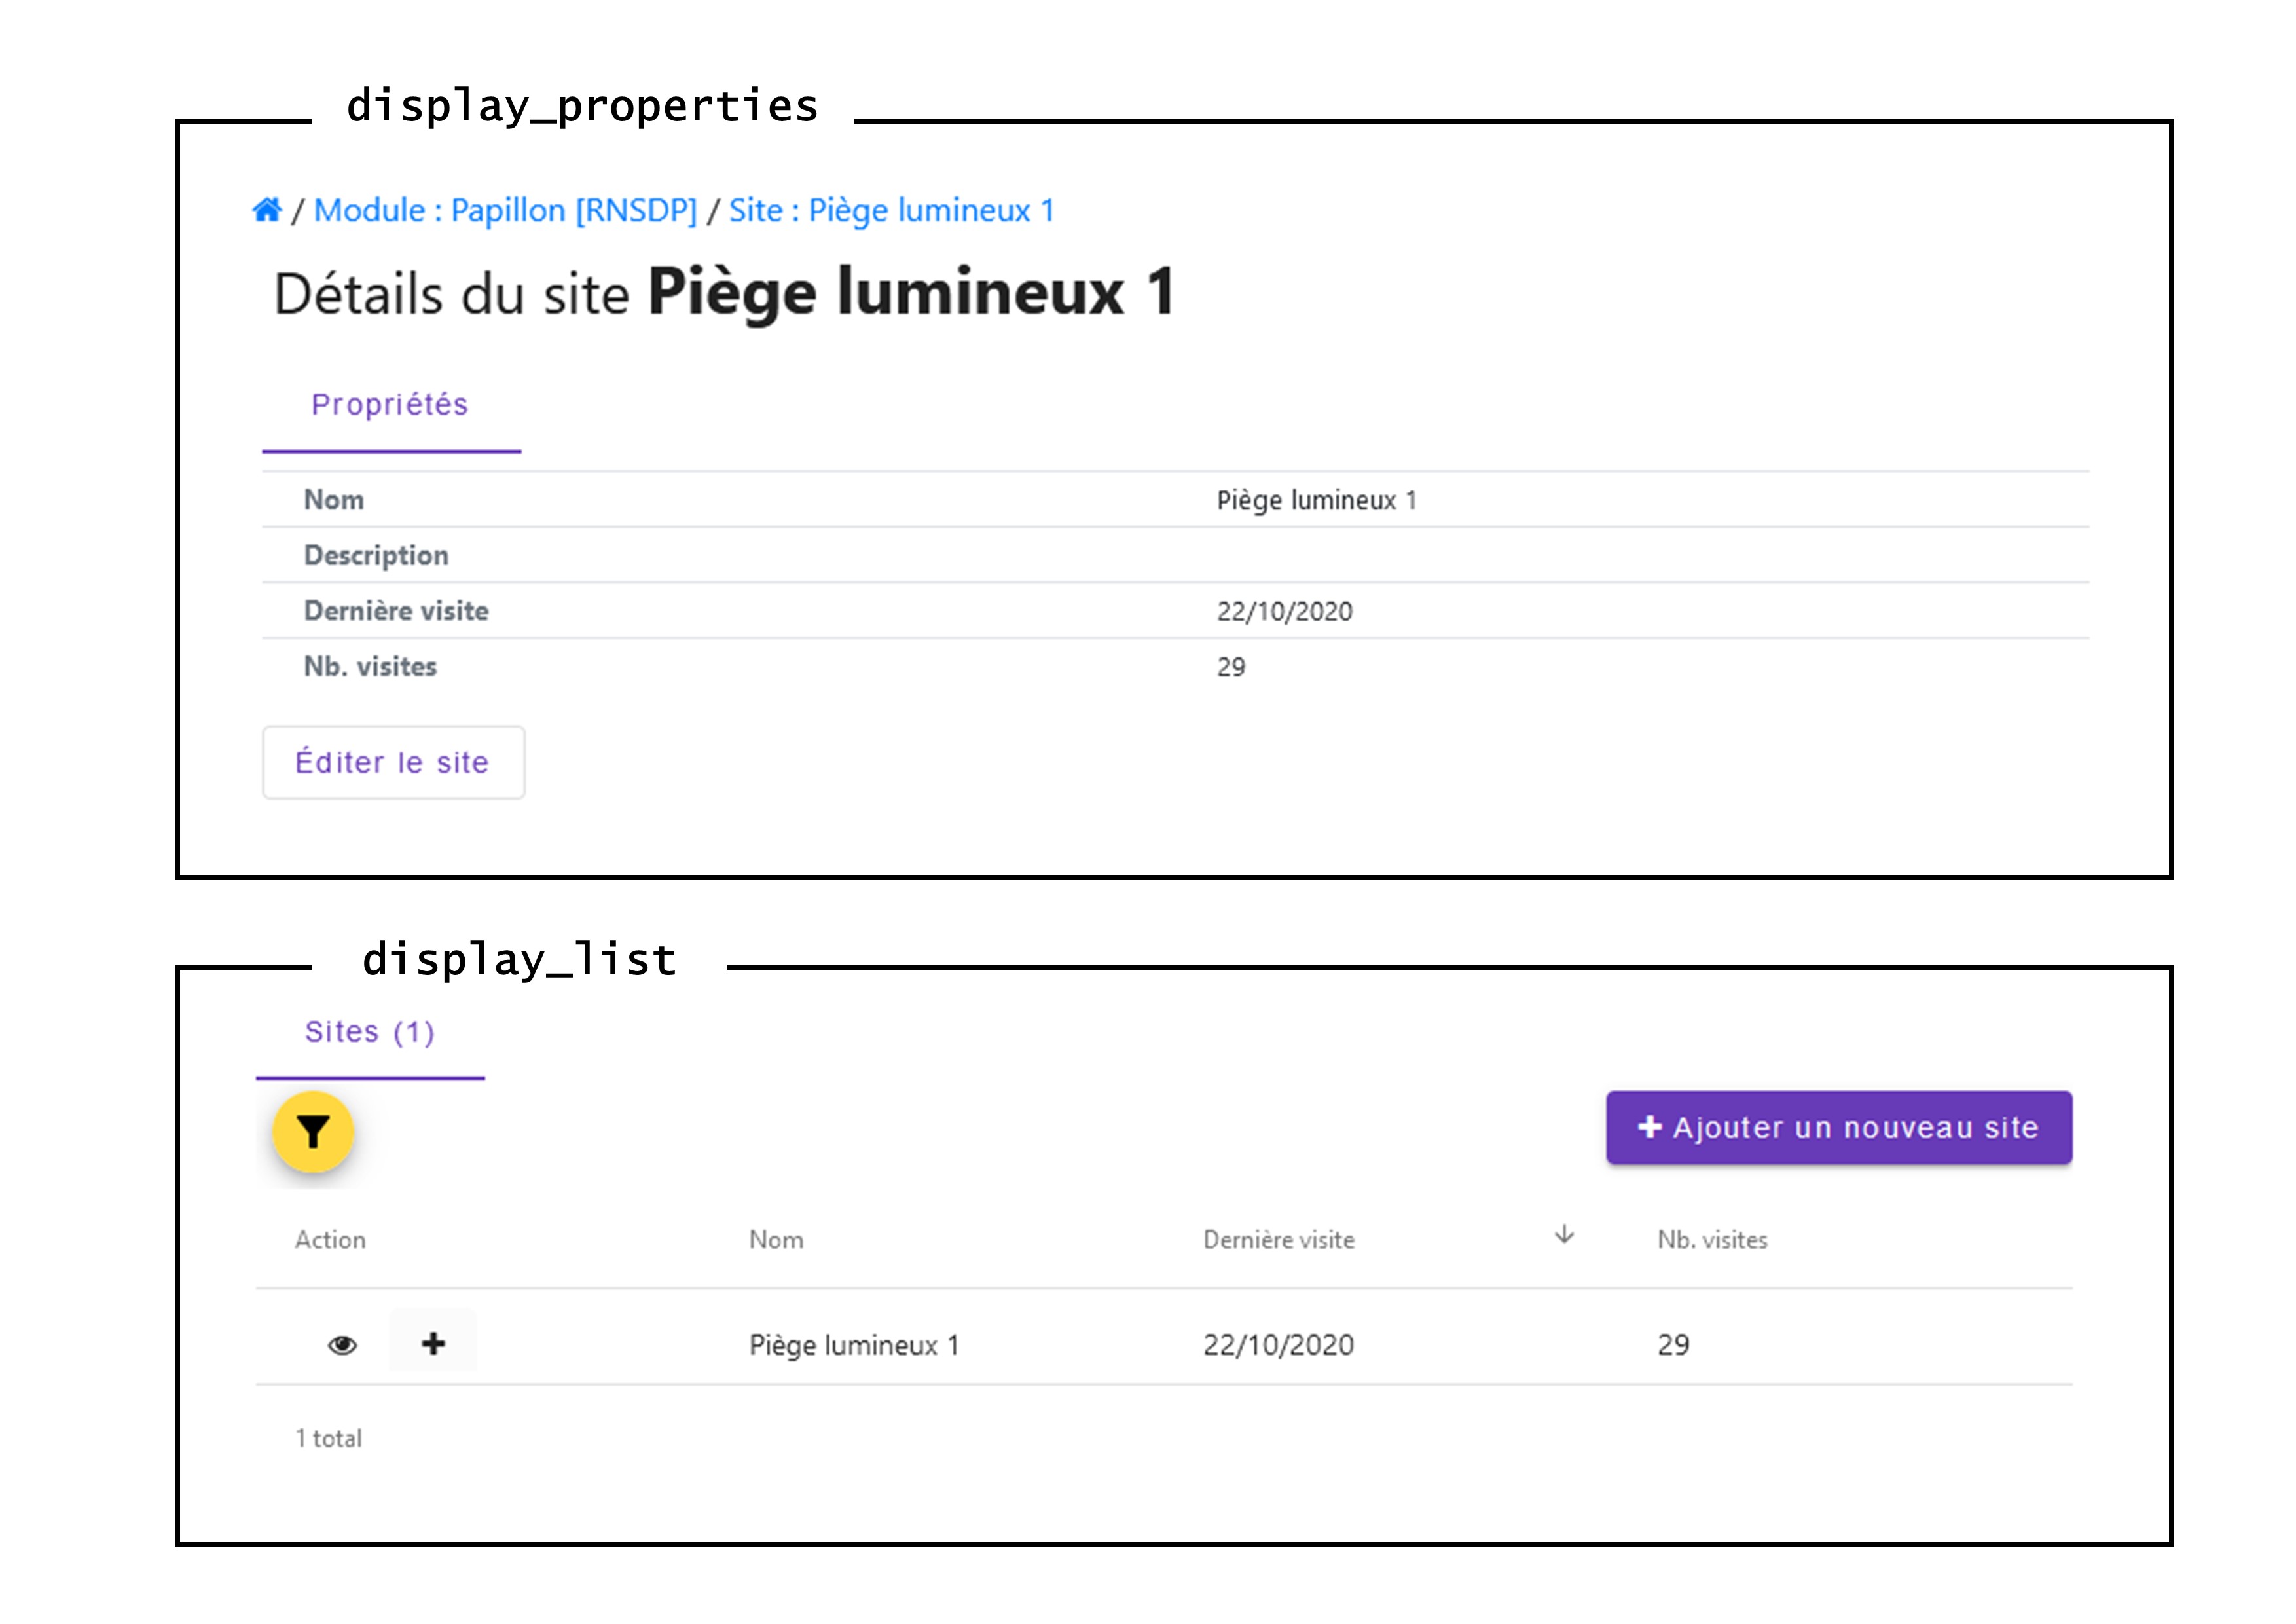 display_properties
/ Module : Papillon [RNSDP] / Site : Piège lumineux 1
Détails du site Piège lumineux 1
Propriétés
Nom Piège lumineux 1
Description
Dernière visite 22/10/2020
Nb. visites 29
Éditer le site
display_list
Sites (1)
Ajouter un nouveau site
Action Nom Dernière visite Nb. visites
Piège lumineux 1 22/10/2020 29
1 total